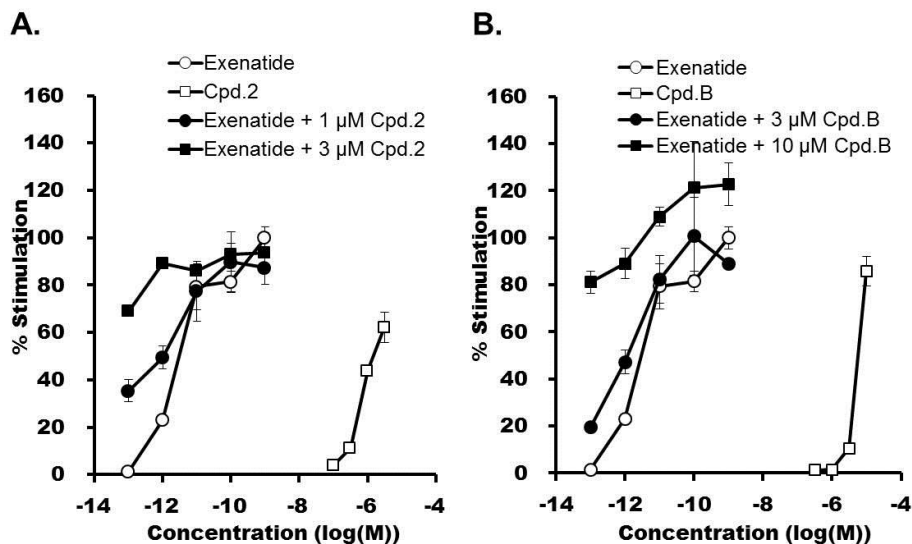 A.
Exenatide
Cpd.2
Exenatide + 1 µM Cpd.2
Exenatide + 3 µM Cpd.2
160
140
120
100
80
60
40
20
0
% Stimulation
-14
-12
-10
-8
-6
-4
Concentration (log(M))
B.
Exenatide
Cpd.B
Exenatide + 3 µM Cpd.B
Exenatide + 10 µM Cpd.B
160
140
120
100
80
60
40
20
0
% Stimulation
-14
-12
-10
-8
-6
-4
Concentration (log(M))